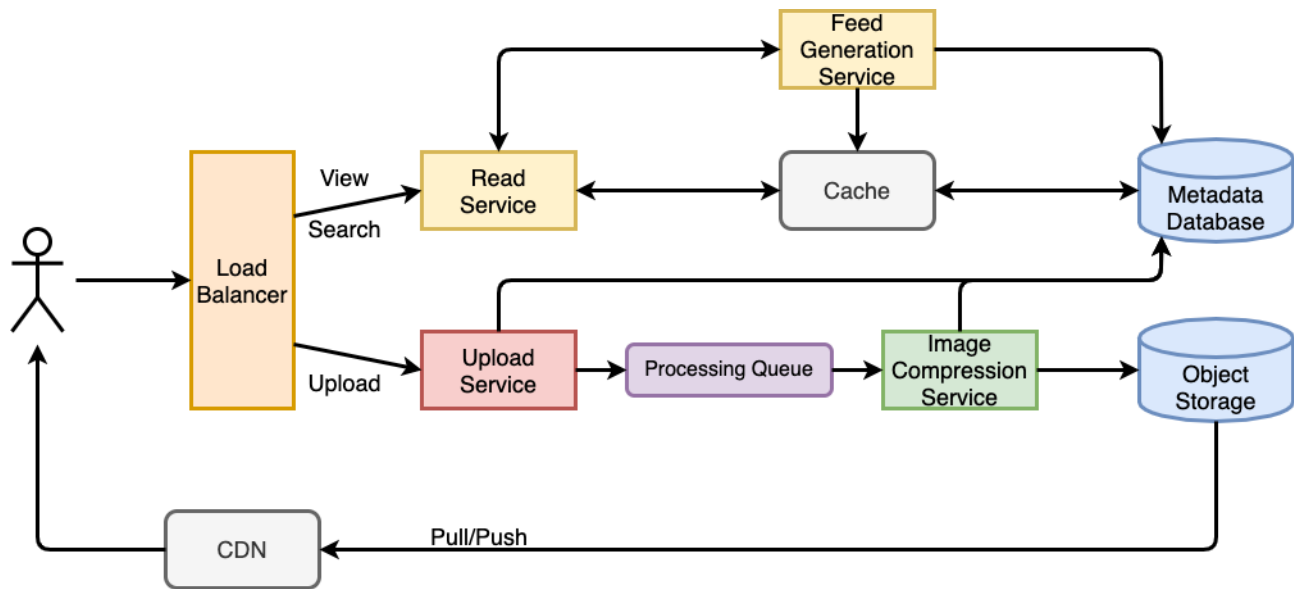 Feed
Generation
Service
View
Search
Read
Service
Cache
Metadata
Database
Load
Balancer
Upload
Upload
Service
Processing Queue
Image
Compression
Service
Object
Storage
CDN
Pull/Push